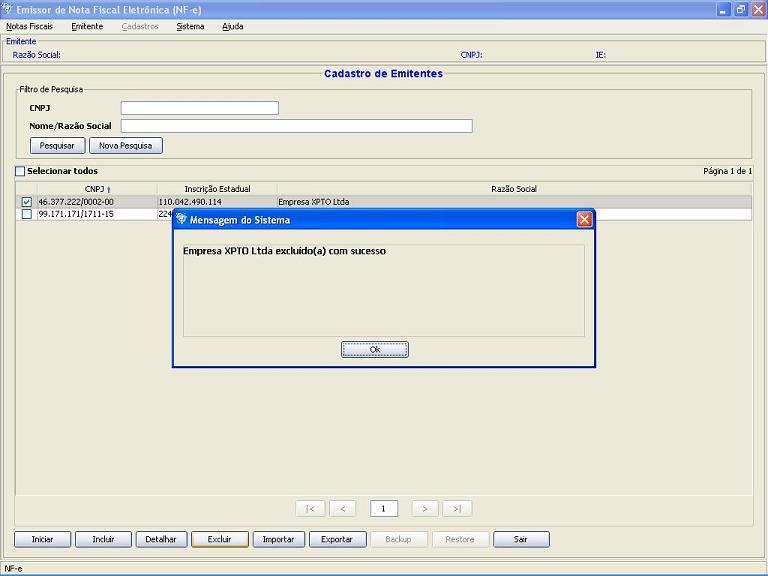 Emissor de Nota Fiscal Eletrônica (NF-e)
Notas Fiscais Emitente Cadastros Sistema Ajuda
Emitente
Razão Social: CNPJ: IE:
Cadastro de Emitentes
Filtro de Pesquisa
CNPJ
Nome/Razão Social
Pesquisar Nova Pesquisa
Selecionar todos Página 1 de 1
CNPJ Inscrição Estadual Razão Social
46.377.222/0002-00 110.042.490.114 Empresa XPTO Ltda
99.171.171/1711-15 224
Mensagem do Sistema
Empresa XPTO Ltda excluído(a) com sucesso
Ok
|< < 1 > >|
Iniciar Incluir Detalhar Excluir Importar Exportar Backup Restore Sair
NF-e